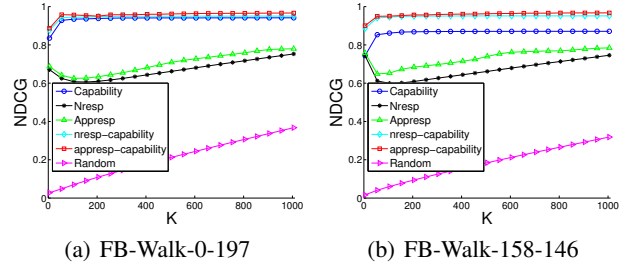 1
0.8
0.6
0.4
0.2
0
NDCG
Capability
Nresp
Appresp
nresp-capability
appresp-capability
Random
0 200 400 600 800 1000
K
(a) FB-Walk-0-197
1
0.8
0.6
0.4
0.2
0
NDCG
Capability
Nresp
Appresp
nresp-capability
appresp-capability
Random
0 200 400 600 800 1000
K
(b) FB-Walk-158-146